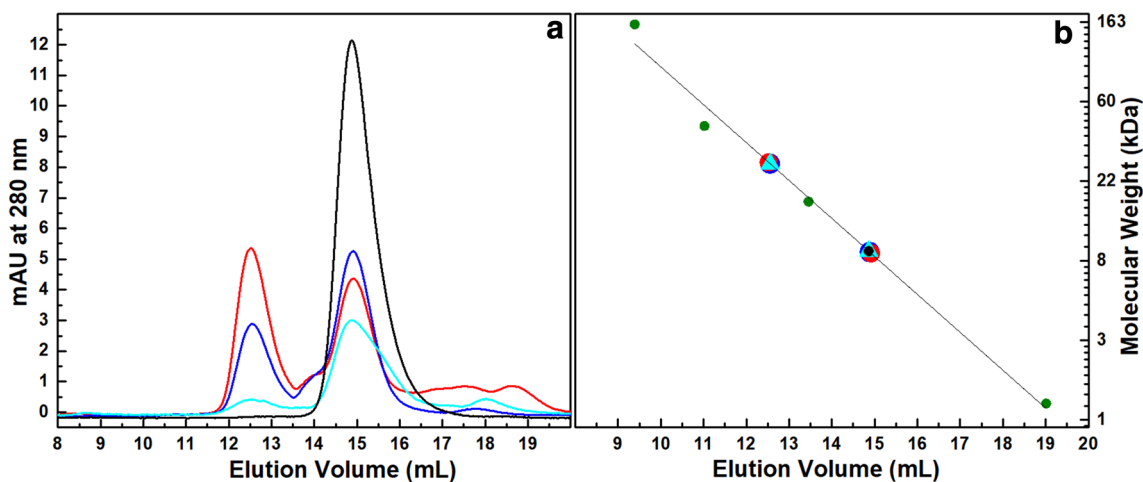 a
mAU at 280 nm
12
11
10
9
8
7
6
5
4
3
2
1
0
8 9 10 11 12 13 14 15 16 17 18 19
Elution Volume (mL)
b
163
60
22
8
3
1
Molecular Weight (kDa)
9 10 11 12 13 14 15 16 17 18 19 20
Elution Volume (mL)